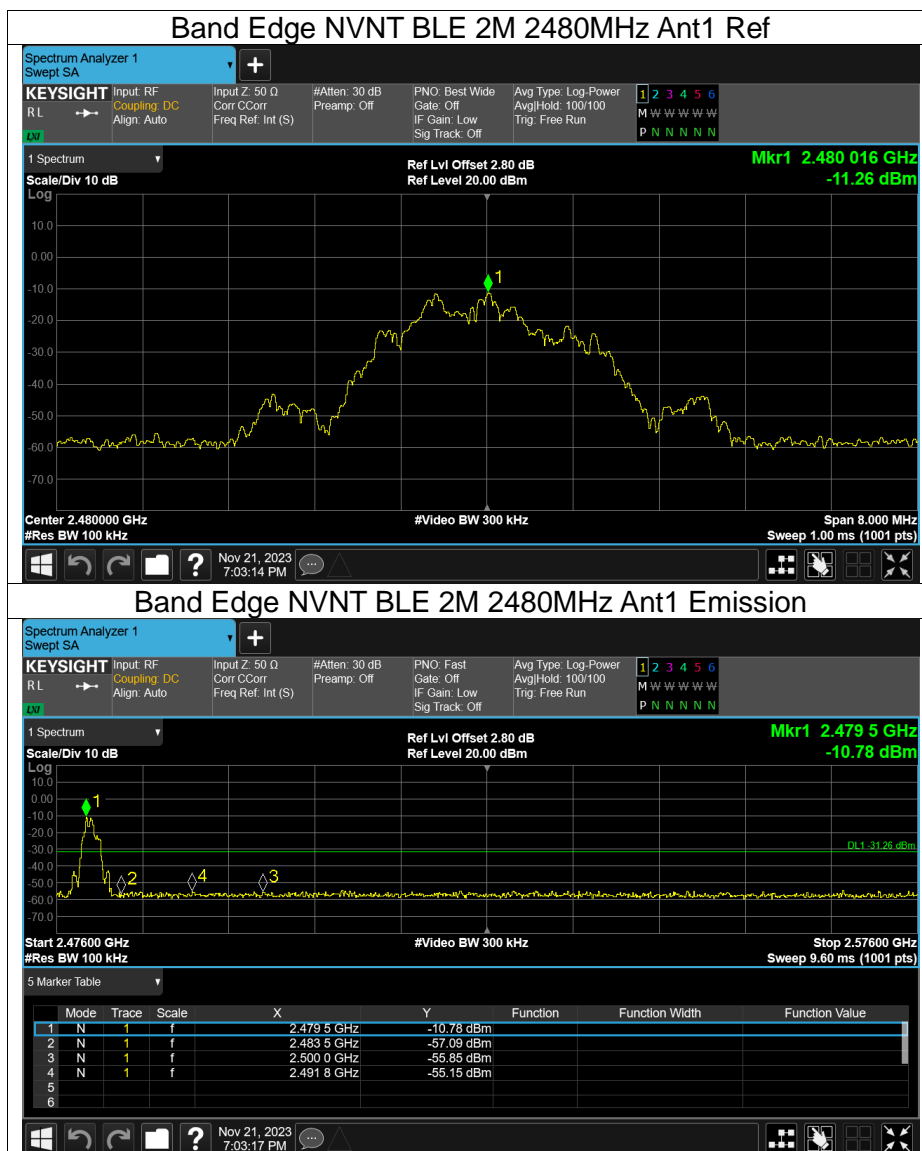 Band Edge NVNT BLE 2M 2480MHz Ant1 Ref
Spectrum Analyzer 1
Swept SA
+
KEYSIGHT Input: RF Input Z: 50 Ω #Atten: 30 dB PNO: Best Wide Avg Type: Log-Power 1 2 3 4 5 6
R L Coupling: DC Corr CCorr Preamp: Off Gate: Off Avg|Hold: 100/100 M W W W W W
Align: Auto Freq Ref: Int (S) IF Gain: Low Trig: Free Run
LXI Sig Track: Off P N N N N N
1 Spectrum
Ref Lvl Offset 2.80 dB Mkr1 2.480 016 GHz
Scale/Div 10 dB Ref Level 20.00 dBm -11.26 dBm
Log
10.0
0.00
-10.0
1
-20.0
-30.0
-40.0
-50.0
-60.0
-70.0
Center 2.480000 GHz #Video BW 300 kHz Span 8.000 MHz
#Res BW 100 kHz Sweep 1.00 ms (1001 pts)
? Nov 21, 2023
7:03:14 PM
Band Edge NVNT BLE 2M 2480MHz Ant1 Emission
Spectrum Analyzer 1
Swept SA
+
KEYSIGHT Input: RF Input Z: 50 Ω #Atten: 30 dB PNO: Fast Avg Type: Log-Power 1 2 3 4 5 6
R L Coupling: DC Corr CCorr Preamp: Off Gate: Off Avg|Hold: 100/100 M W W W W W
Align: Auto Freq Ref: Int (S) IF Gain: Low Trig: Free Run
LXI Sig Track: Off P N N N N N
1 Spectrum
Ref Lvl Offset 2.80 dB Mkr1 2.479 5 GHz
Scale/Div 10 dB Ref Level 20.00 dBm -10.78 dBm
Log
10.0
0.00
1
-10.0
-20.0
-30.0 DL1 -31.26 dBm
-40.0
-50.0 2 4 3
-60.0
-70.0
Start 2.47600 GHz #Video BW 300 kHz Stop 2.57600 GHz
#Res BW 100 kHz Sweep 9.60 ms (1001 pts)
5 Marker Table
Mode Trace Scale X Y Function Function Width Function Value
1 N 1 f 2.479 5 GHz -10.78 dBm
2 N 1 f 2.483 5 GHz -57.09 dBm
3 N 1 f 2.500 0 GHz -55.85 dBm
4 N 1 f 2.491 8 GHz -55.15 dBm
5
6
? Nov 21, 2023
7:03:17 PM